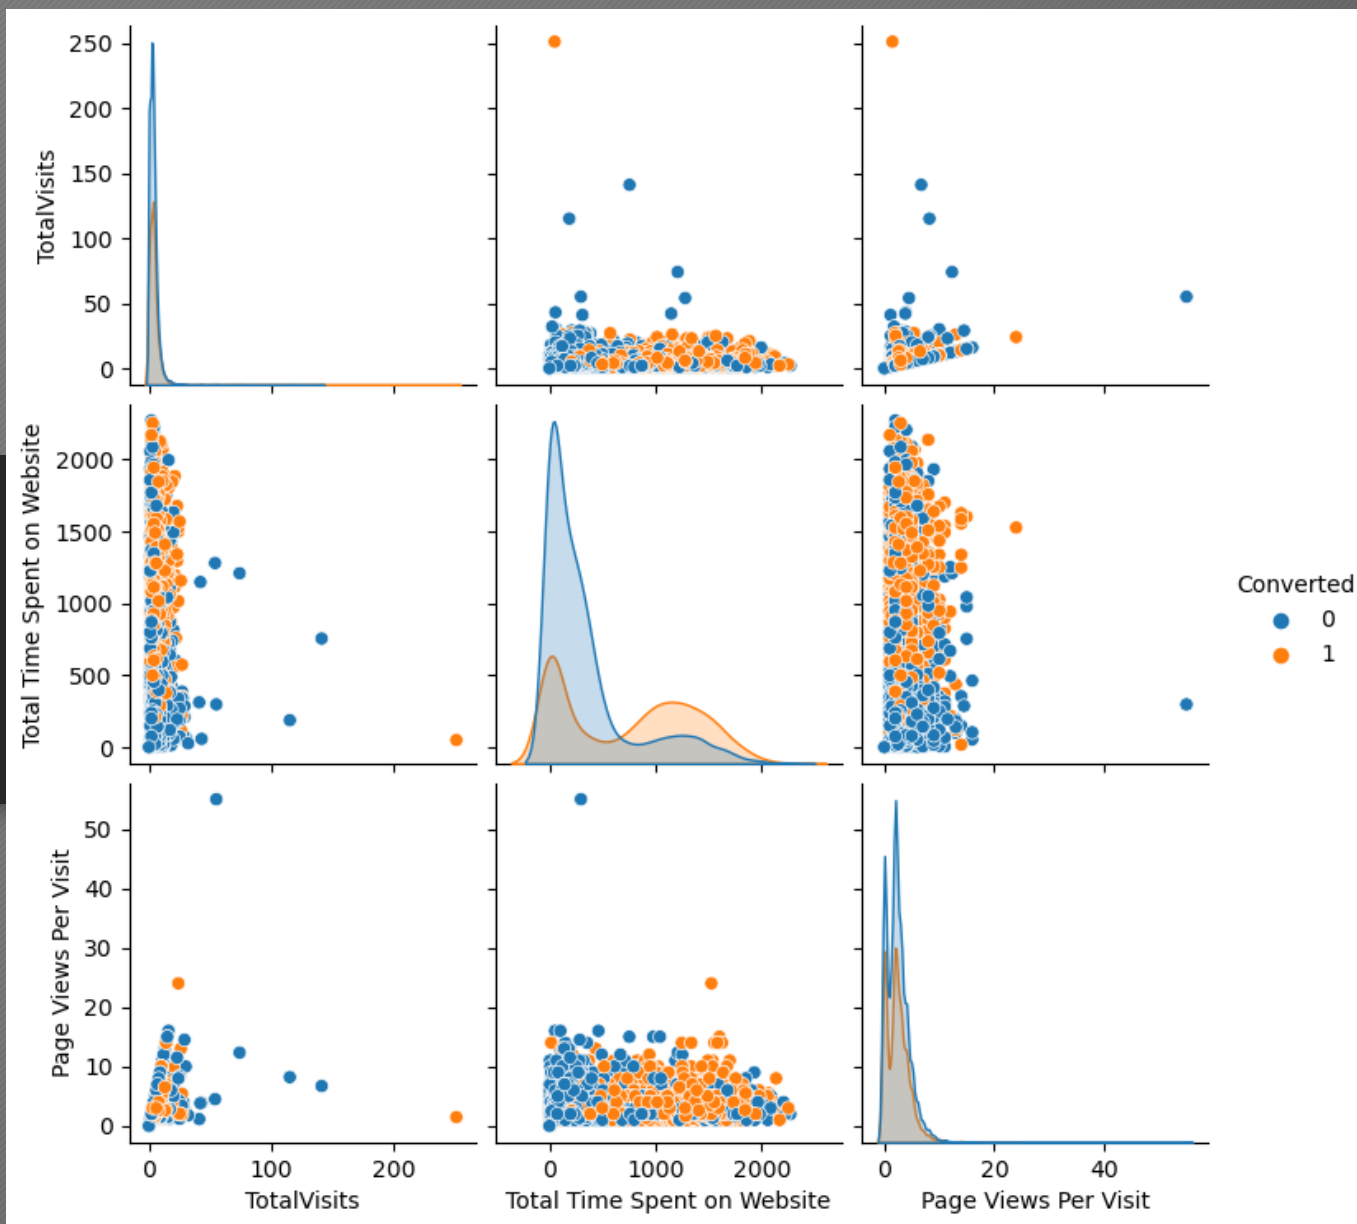 250
200
150
100
50
0
TotalVisits
2000
1500
1000
500
0
Total Time Spent on Website
Converted
0
1
50
40
30
20
10
0
Page Views Per Visit
0 100 200
TotalVisits
0 1000 2000
Total Time Spent on Website
0 20 40
Page Views Per Visit